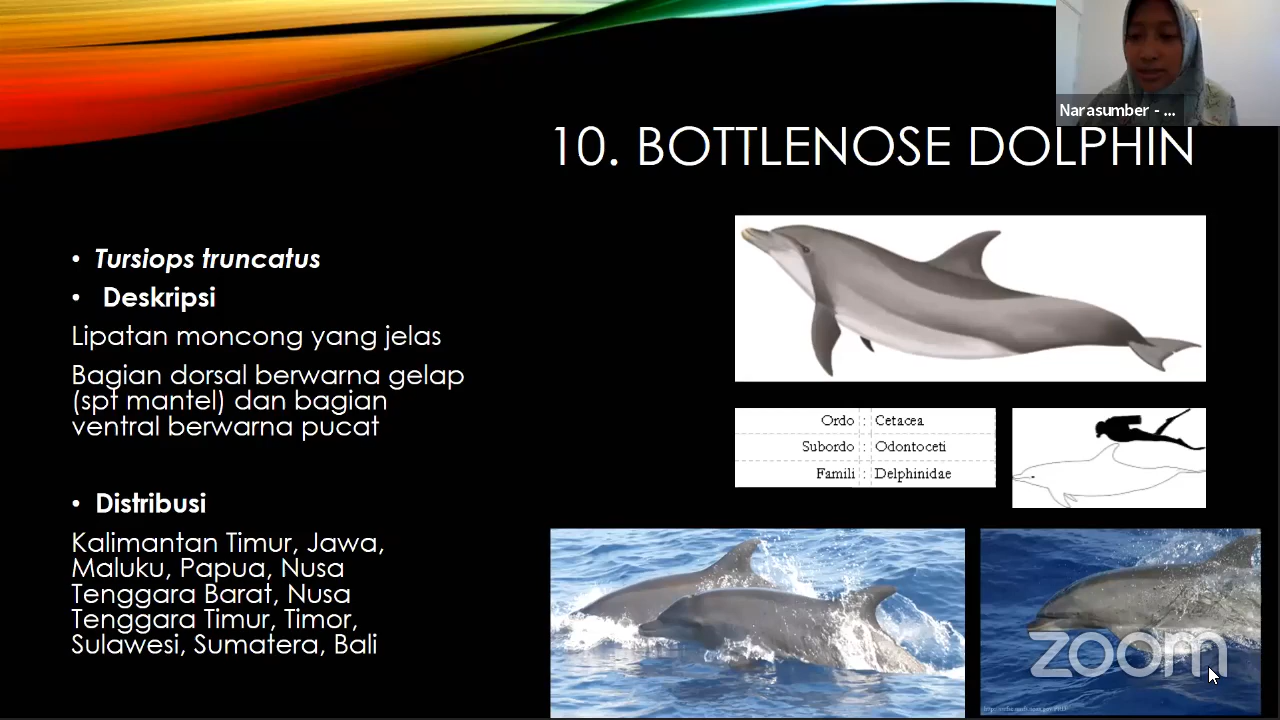 Narasumber - ...
10. BOTTLENOSE DOLPHIN
• Tursiops truncatus
• Deskripsi
Lipatan moncong yang jelas
Bagian dorsal berwarna gelap
(spt mantel) dan bagian
ventral berwarna pucat
• Distribusi
Kalimantan Timur, Jawa,
Maluku, Papua, Nusa
Tenggara Barat, Nusa
Tenggara Timur, Timor,
Sulawesi, Sumatera, Bali
Ordo : Cetacea
Subordo : Odontoceti
Famili : Delphinidae
zoom